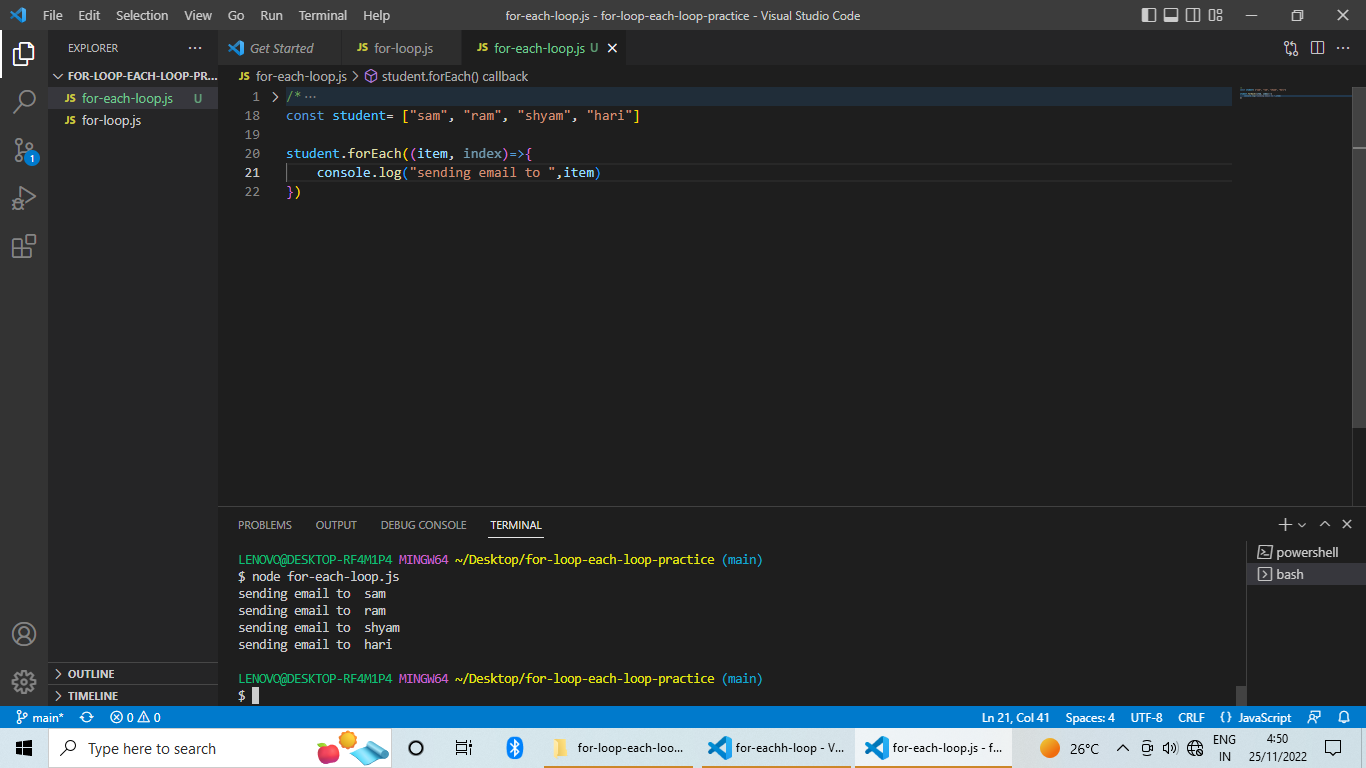 File Edit Selection View Go Run Terminal Help for-each-loop.js - for-loop-each-loop-practice - Visual Studio Code
EXPLORER ···
FOR-LOOP-EACH-LOOP-PR...
JS for-each-loop.js U
JS for-loop.js
OUTLINE
TIMELINE
1
Get Started JS for-loop.js JS for-each-loop.js U
JS for-each-loop.js > student.forEach() callback
1 /* ···
18 const student= ["sam", "ram", "shyam", "hari"]
19
20 student.forEach((item, index)=>{
21 console.log("sending email to ",item)
22 })
PROBLEMS OUTPUT DEBUG CONSOLE TERMINAL
LENOVO@DESKTOP-RF4M1P4 MINGW64 ~/Desktop/for-loop-each-loop-practice (main)
$ node for-each-loop.js
sending email to  sam
sending email to  ram
sending email to  shyam
sending email to  hari
LENOVO@DESKTOP-RF4M1P4 MINGW64 ~/Desktop/for-loop-each-loop-practice (main)
$
powershell
bash
main* 0 0 Ln 21, Col 41 Spaces: 4 UTF-8 CRLF {} JavaScript
Type here to search for-loop-each-loo... for-eachh-loop - V... for-each-loop.js - f... 26°C ENG IN 4:50 25/11/2022